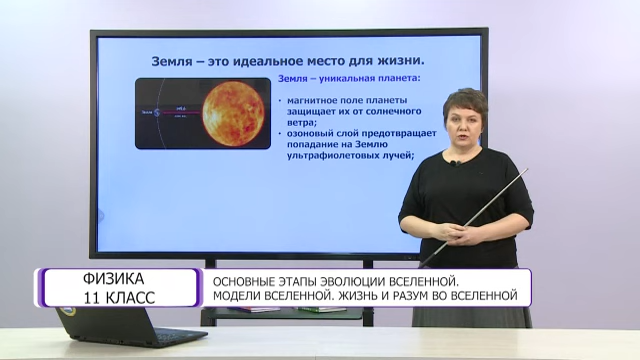 Земля – это идеальное место для жизни.
Земля – уникальная планета:
• магнитное поле планеты
защищает их от солнечного
ветра;
• озоновый слой предотвращает
попадание на Землю
ультрафиолетовых лучей;
ФИЗИКА
11 КЛАСС
ОСНОВНЫЕ ЭТАПЫ ЭВОЛЮЦИИ ВСЕЛЕННОЙ.
МОДЕЛИ ВСЕЛЕННОЙ. ЖИЗНЬ И РАЗУМ ВО ВСЕЛЕННОЙ